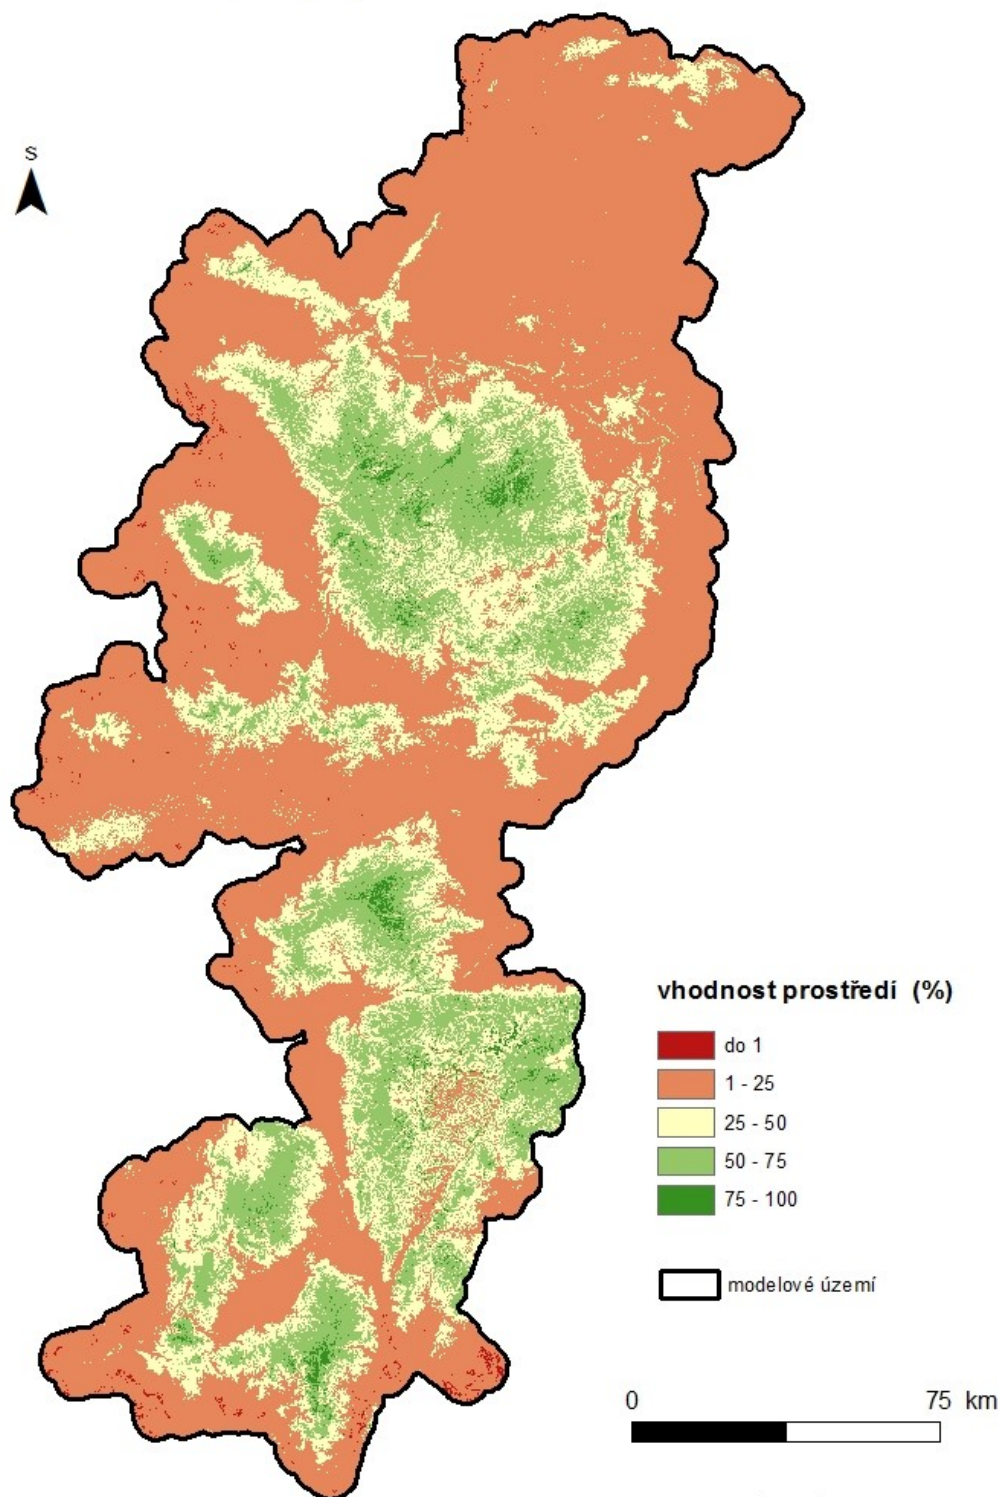 S
vhodnost prostředí (%)
do 1
1 - 25
25 - 50
50 - 75
75 - 100
modelové území
0 75 km